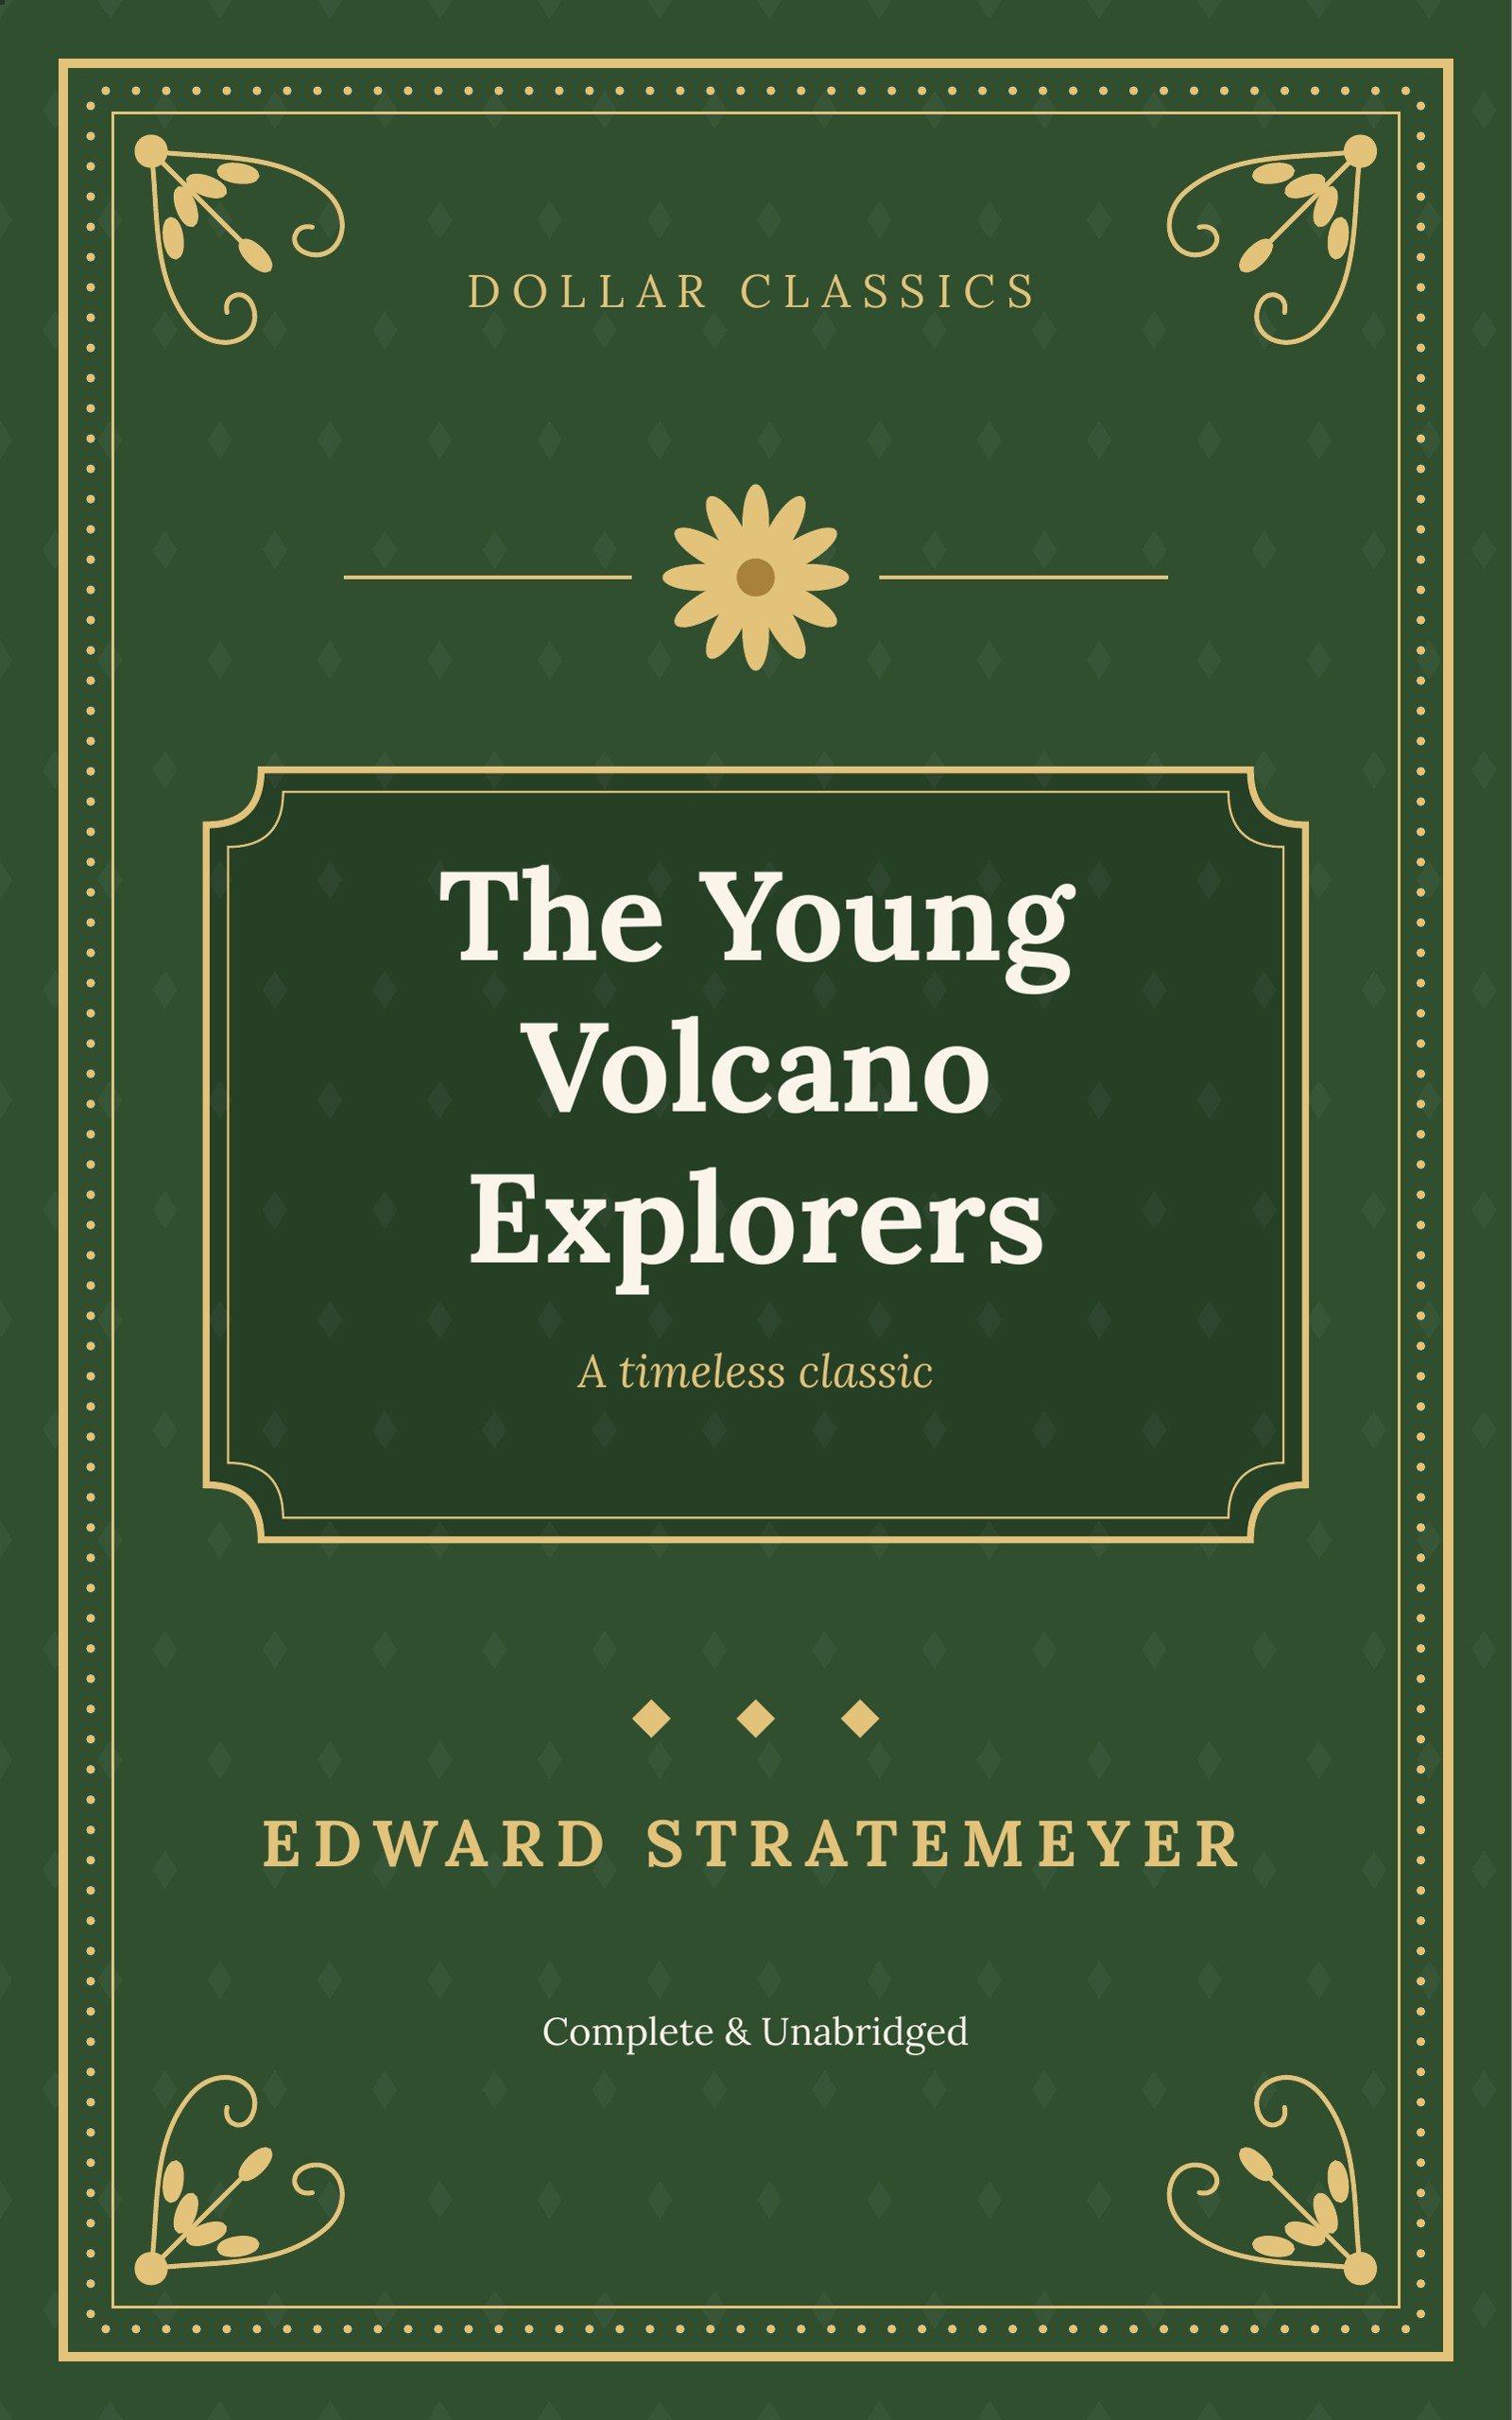 DOLLAR CLASSICS
The Young
Volcano
Explorers
A timeless classic
EDWARD STRATEMEYER
Complete & Unabridged